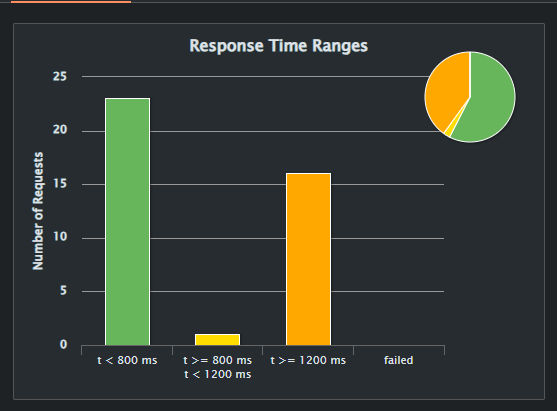 Response Time Ranges
Number of Requests
25
20
15
10
5
0
t < 800 ms
t >= 800 ms
t < 1200 ms
t >= 1200 ms
failed